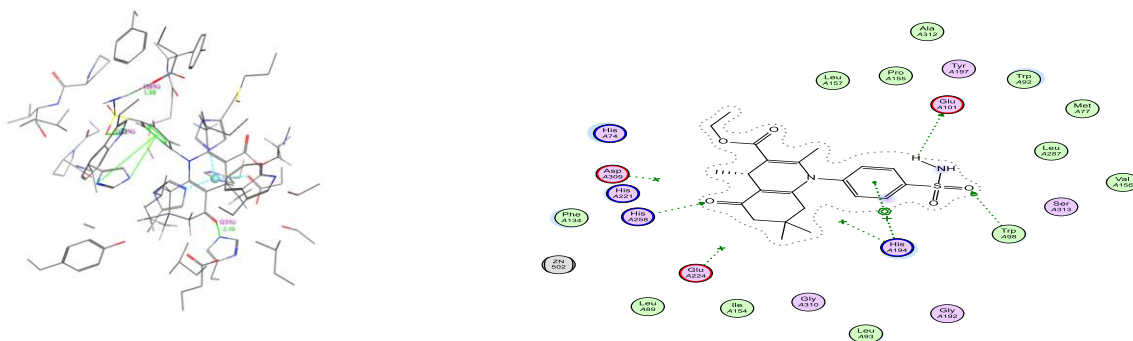 Ala
A312
Leu
A157
Pro
A155
Tyr
A197
Trp
A92
Glu
A101
Met
A77
His
A74
Leu
A287
Asp
A309
His
A221
His
A256
Val
A156
Phe
A134
Ser
A313
Trp
A98
His
A194
ZN
502
Glu
A224
Leu
A89
Ile
A154
Gly
A310
Gly
A192
Leu
A93
O
O
N
O
H
NH
S
O
O